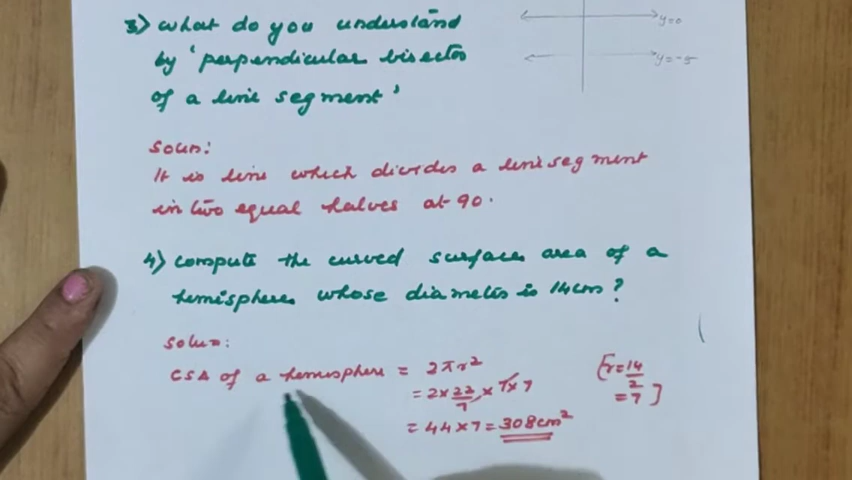 y=0
y=-5
3) what do you understand
by 'perpendicular bisector
of a line segment'
Soln:
It is line which divides a line segment
in two equal halves at 90.
4) compute the curved surface area of a
hemisphere whose diameter is 14cm?
Soln:
CSA of a hemisphere = 2πr²
[r=14/2
=7]
= 2×22/7×7×7
= 44×7=308cm²